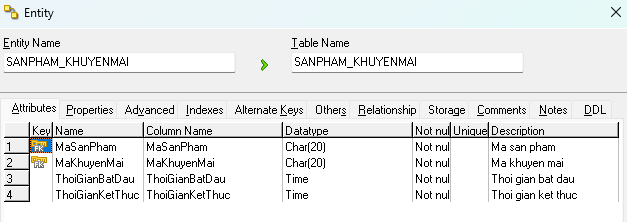 Entity
Entity Name
Table Name
SANPHAM_KHUYENMAI
SANPHAM_KHUYENMAI
Attributes Properties Advanced Indexes Alternate Keys Others Relationship Storage Comments Notes DDL
Key Name Column Name Datatype Not nul Unique Description
1 FK MaSanPham MaSanPham Char(20) Not nul Ma san pham
2 FK MaKhuyenMai MaKhuyenMai Char(20) Not nul Ma khuyen mai
3 ThoiGianBatDau ThoiGianBatDau Time Not nul Thoi gian bat dau
4 ThoiGianKetThuc ThoiGianKetThuc Time Not nul Thoi gian ket thuc